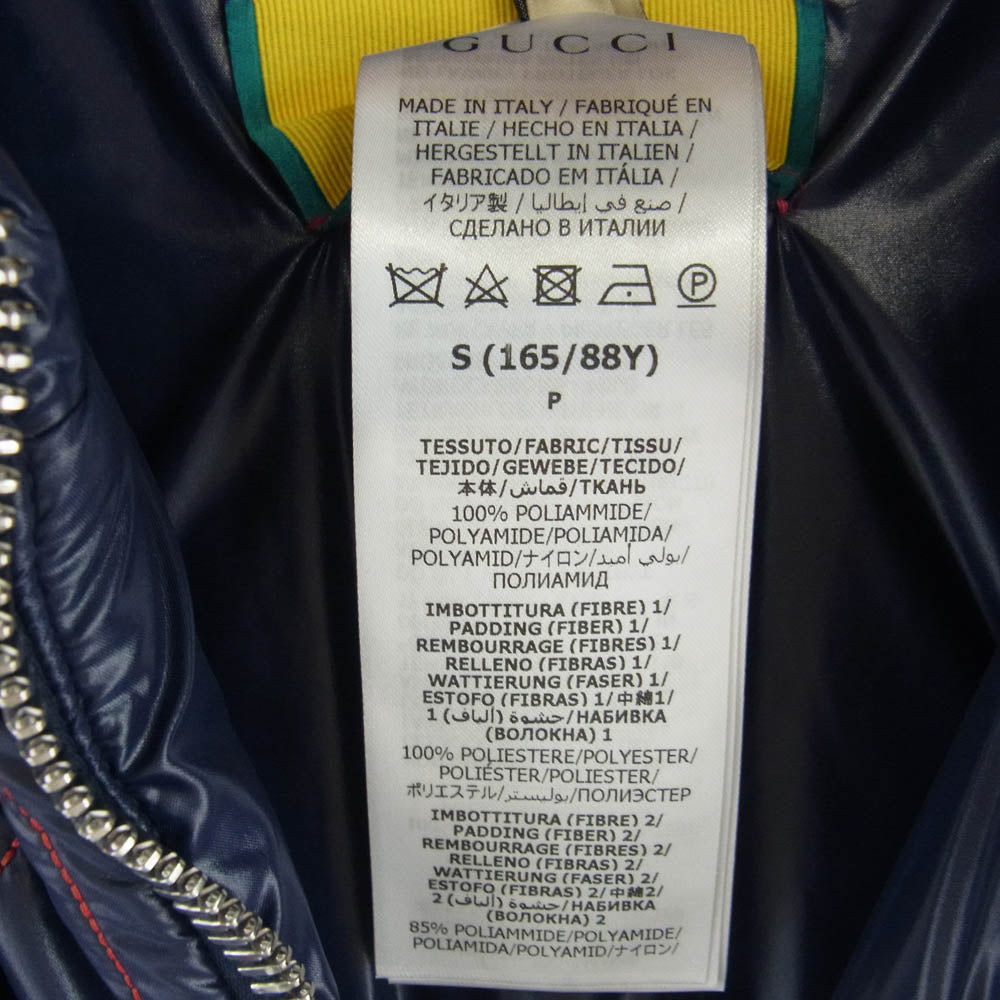 GUCCI
MADE IN ITALY / FABRIQUÉ EN
ITALIE / HECHO EN ITALIA /
HERGESTELLT IN ITALIEN /
FABRICADO EM ITÁLIA /
イタリア製 / صنع في إيطاليا /
СДЕЛАНО В ИТАЛИИ
P
S (165/88Y)
P
TESSUTO/FABRIC/TISSU/
TEJIDO/GEWEBE/TECIDO/
本体/قماش/ТКАНЬ
100% POLIAMMIDE/
POLYAMIDE/POLIAMIDA/
POLYAMID/ナイロン/بولي أميد/
ПОЛИАМИД
IMBOTTITURA (FIBRE) 1/
PADDING (FIBER) 1/
REMBOURRAGE (FIBRES) 1/
RELLENO (FIBRAS) 1/
WATTIERUNG (FASER) 1/
ESTOFO (FIBRAS) 1/中綿1/
حشوة (ألياف) 1/НАБИВКА
(ВОЛОКНА) 1
100% POLIESTERE/POLYESTER/
POLIÉSTER/POLIESTER/
ポリエステル/بوليستر/ПОЛИЭСТЕР
IMBOTTITURA (FIBRE) 2/
PADDING (FIBER) 2/
REMBOURRAGE (FIBRES) 2/
RELLENO (FIBRAS) 2/
WATTIERUNG (FASER) 2/
ESTOFO (FIBRAS) 2/中綿2/
حشوة (ألياف) 2/НАБИВКА
(ВОЛОКНА) 2
85% POLIAMMIDE/POLYAMIDE/
POLIAMIDA/POLYAMID/ナイロン/